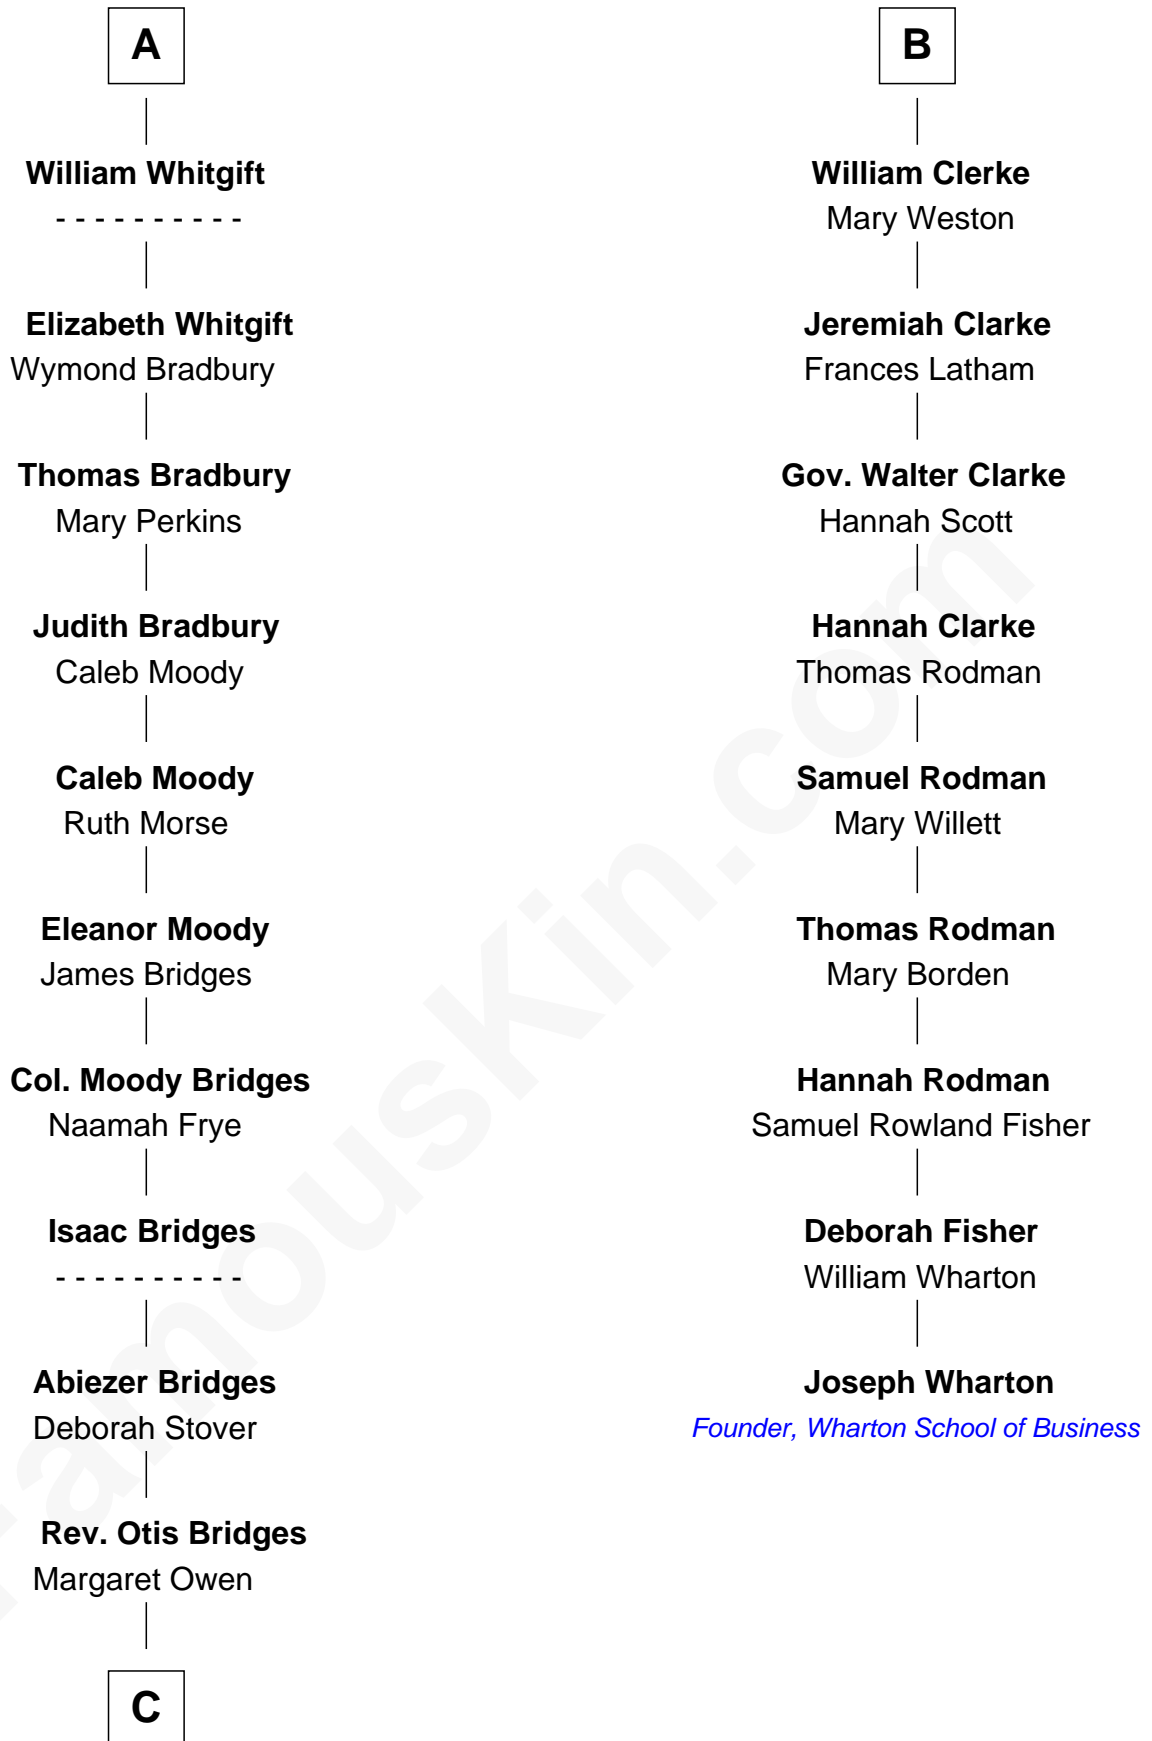 A
William Whitgift
- - - - - - - - - -
Elizabeth Whitgift
Wymond Bradbury
Thomas Bradbury
Mary Perkins
Judith Bradbury
Caleb Moody
Caleb Moody
Ruth Morse
Eleanor Moody
James Bridges
Col. Moody Bridges
Naamah Frye
Isaac Bridges
- - - - - - - - - -
Abiezer Bridges
Deborah Stover
Rev. Otis Bridges
Margaret Owen
C
B
William Clerke
Mary Weston
Jeremiah Clarke
Frances Latham
Gov. Walter Clarke
Hannah Scott
Hannah Clarke
Thomas Rodman
Samuel Rodman
Mary Willett
Thomas Rodman
Mary Borden
Hannah Rodman
Samuel Rowland Fisher
Deborah Fisher
William Wharton
Joseph Wharton
Founder, Wharton School of Business
FamousKin.com